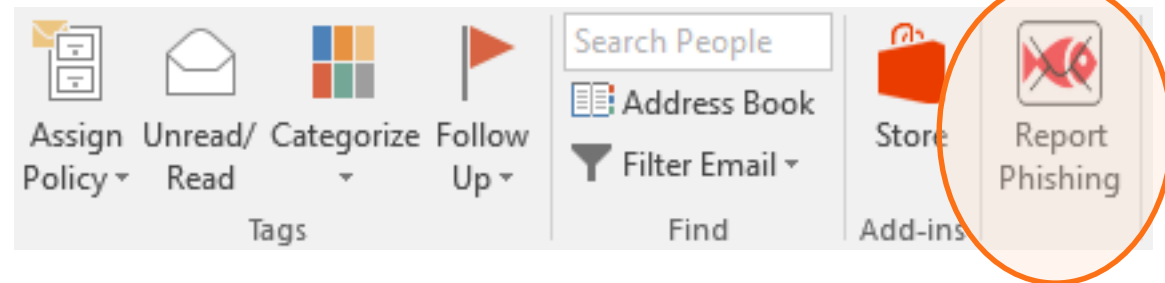 Assign
Policy
Unread/
Read
Categorize
Follow
Up
Tags
Search People
Address Book
Filter Email
Find
Store
Add-ins
Report
Phishing